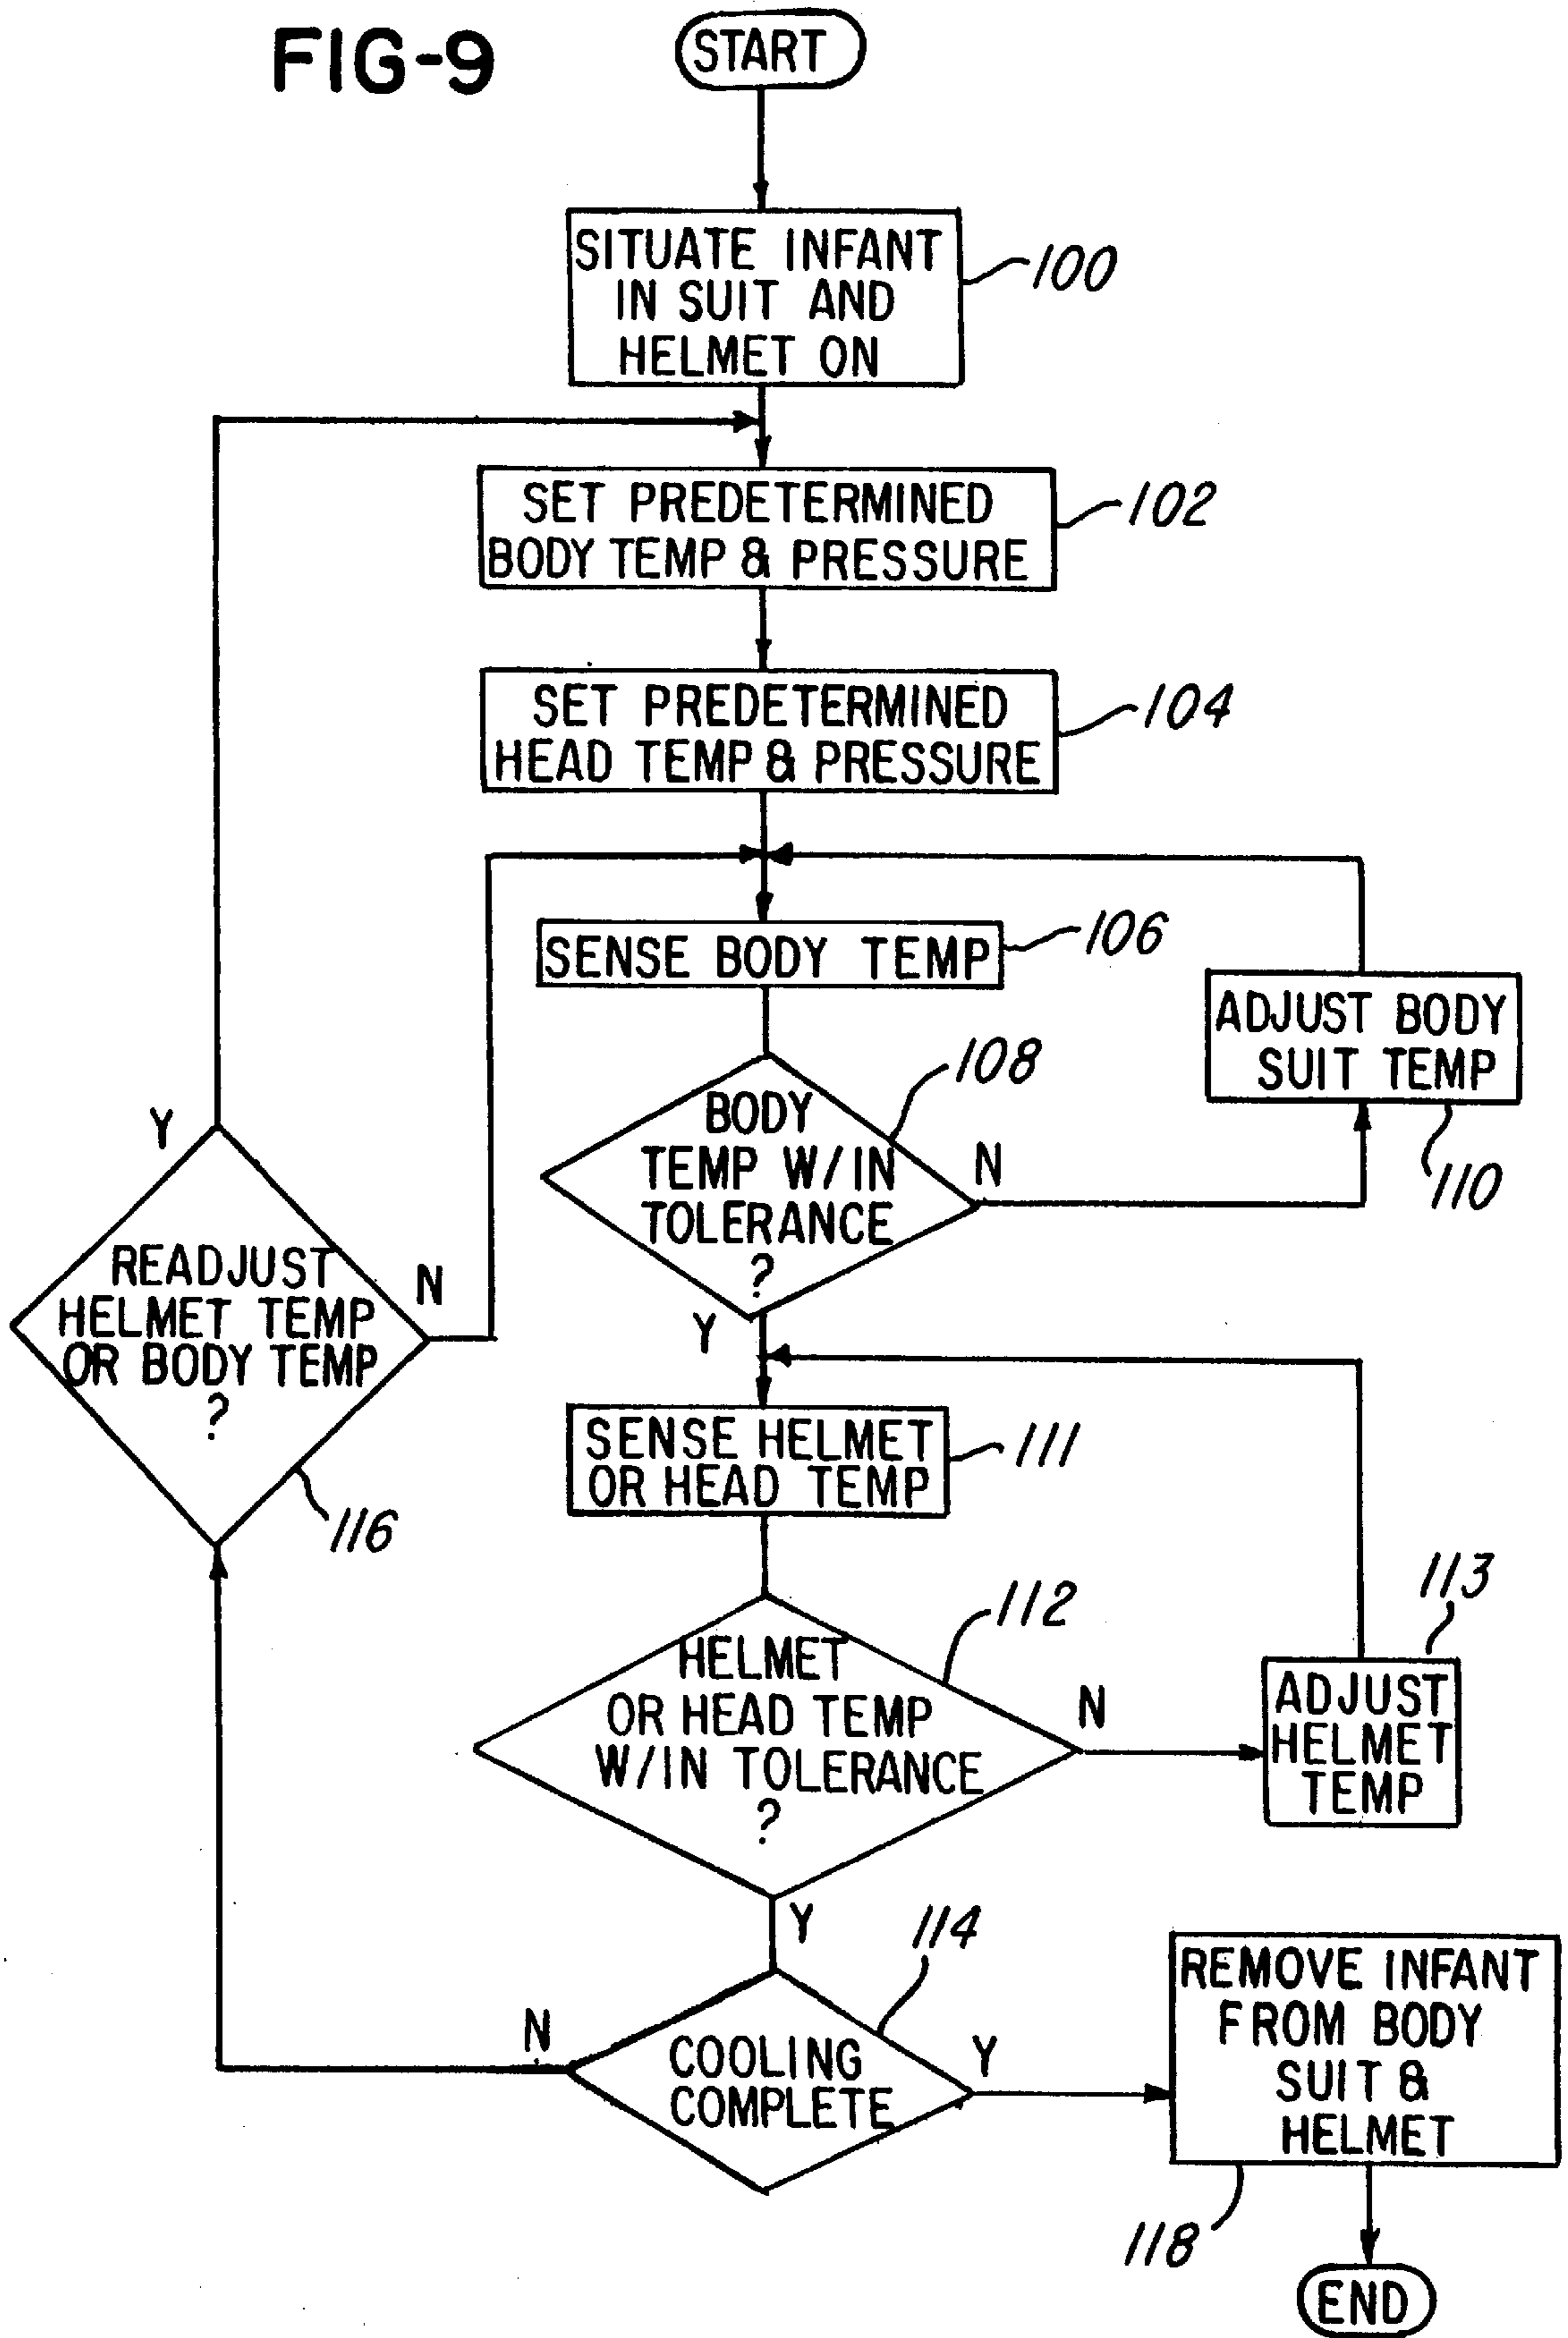 FIG-9
START
SITUATE INFANT
IN SUIT AND
HELMET ON
100
SET PREDETERMINED
BODY TEMP & PRESSURE
102
SET PREDETERMINED
HEAD TEMP & PRESSURE
104
SENSE BODY TEMP
106
ADJUST BODY
SUIT TEMP
110
BODY
TEMP W/IN
TOLERANCE
?
108
N
Y
Y
READJUST
HELMET TEMP
OR BODY TEMP
?
N
116
SENSE HELMET
OR HEAD TEMP
111
HELMET
OR HEAD TEMP
W/IN TOLERANCE
?
112
N
Y
113
ADJUST
HELMET
TEMP
114
COOLING
COMPLETE
N
Y
REMOVE INFANT
FROM BODY
SUIT &
HELMET
118
END